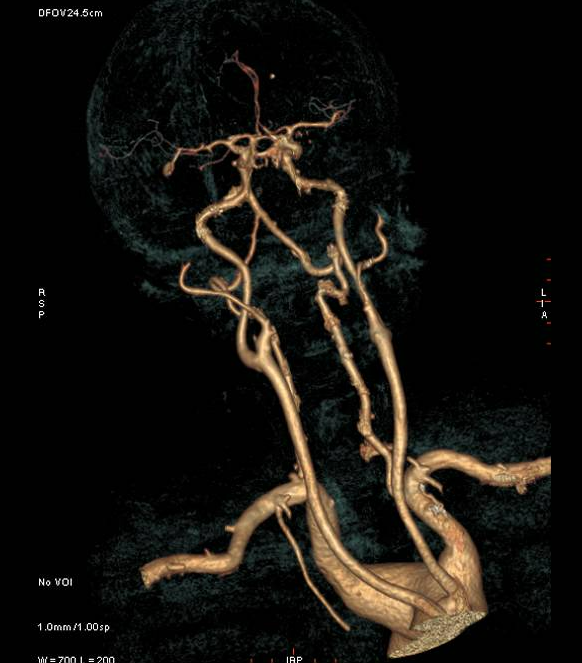 DFOV24.5cm
R
S
P
L
I
A
No VOI
1.0mm/1.00sp
W=700 L=200